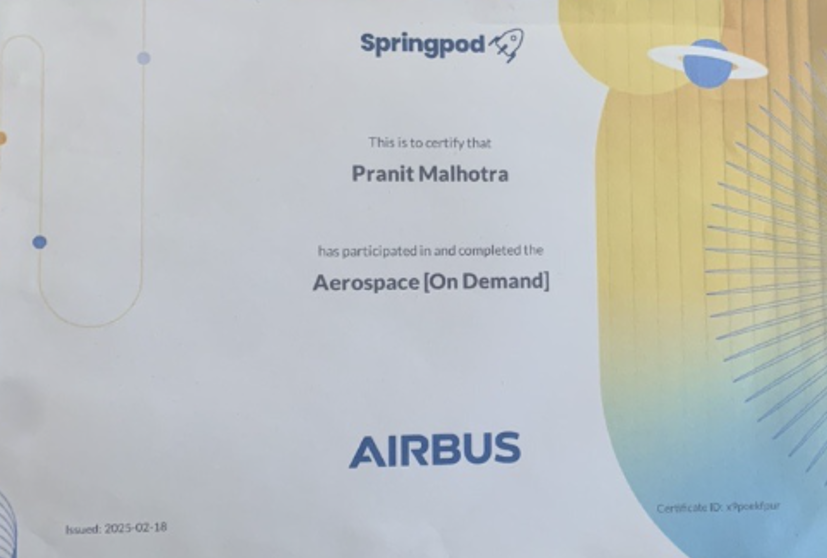 Springpod
This is to certify that
Pranit Malhotra
has participated in and completed the
Aerospace [On Demand]
AIRBUS
Issued: 2025-02-18
Certificate ID: